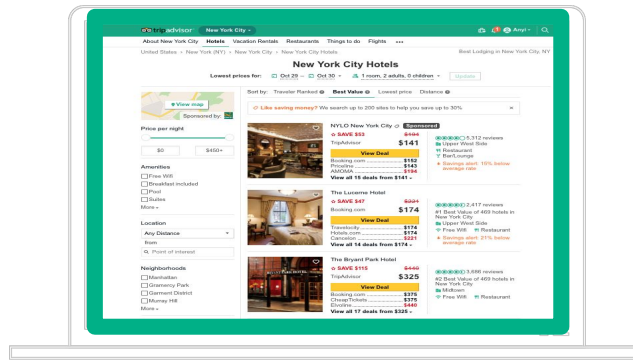 tripadvisor New York City Anyi
About New York City Hotels Vacation Rentals Restaurants Things to do Flights •••
United States New York (NY) New York City New York City Hotels Best Lodging in New York City, NY
New York City Hotels
Lowest prices for: Oct 25 – Oct 30 1 room, 2 adults, 0 children Update
Sort by: Traveler Ranked Best Value Lowest price Distance
View map
Sponsored by:
Like saving money? We search up to 200 sites to help you save up to 30% ×
Price per night
$0 $450+
Amenities
Free Wifi
Breakfast included
Pool
Suites
More
Location
Any Distance
from
Point of interest
Neighborhoods
Manhattan
Gramercy Park
Garment District
Murray Hill
More
NYLO New York City Sponsored
SAVE $53 $194
TripAdvisor $141
View Deal
Booking.com $152
Priceline $143
AMOMA $194
View all 15 deals from $141
5,312 reviews
Upper West Side
Restaurant
Bar/Lounge
Savings alert: 15% below
average rate
The Lucerne Hotel
SAVE $47 $221
Booking.com $174
View Deal
Travelocity $174
Hotels.com $174
Cancelon $221
View all 14 deals from $174
2,417 reviews
#1 Best Value of 469 hotels in
New York City
Upper West Side
Free Wifi Restaurant
Savings alert: 21% below
average rate
The Bryant Park Hotel
SAVE $115 $440
TripAdvisor $325
View Deal
Booking.com $375
CheapTickets $375
Elvoline $440
View all 17 deals from $325
3,686 reviews
#2 Best Value of 469 hotels in
New York City
Midtown
Free Wifi Restaurant